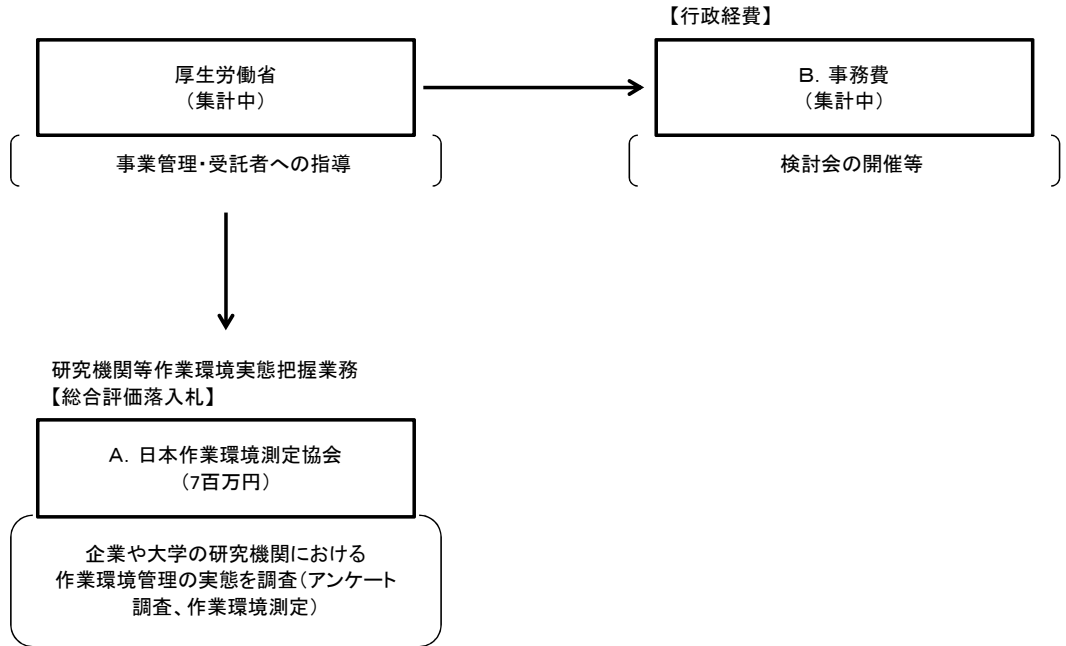 【行政経費】
厚生労働省
（集計中）
B．事務費
（集計中）
事業管理・受託者への指導
検討会の開催等
研究機関等作業環境実態把握業務
【総合評価落入札】
A．日本作業環境測定協会
（7百万円）
企業や大学の研究機関における
作業環境管理の実態を調査（アンケート
調査、作業環境測定）